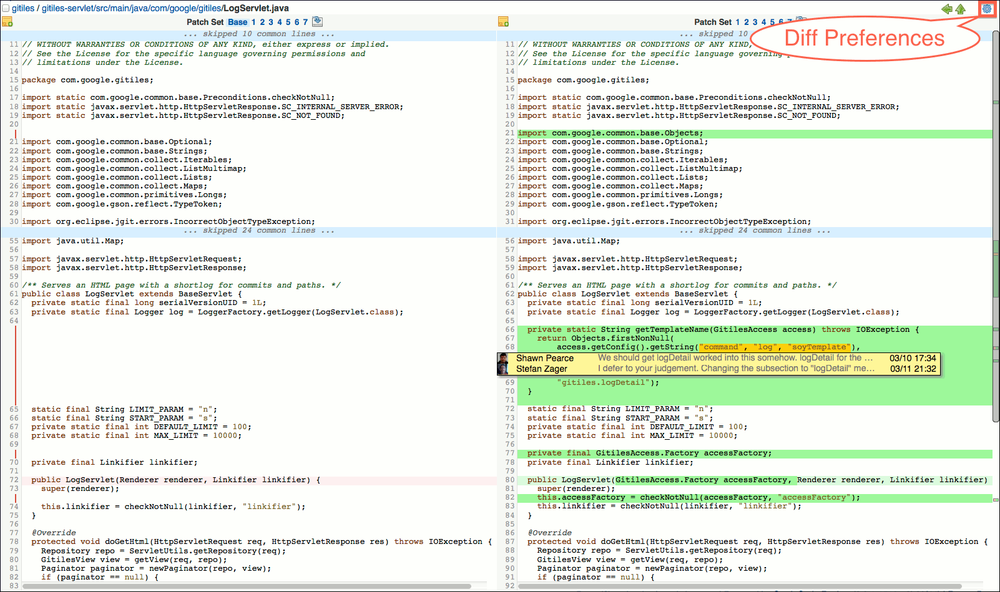 gitiles / gitiles-servlet/src/main/java/com/google/gitiles/LogServlet.java
Patch Set Base 1 2 3 4 5 6 7
... skipped 10 common lines ...
11 // WITHOUT WARRANTIES OR CONDITIONS OF ANY KIND, either express or implied.
12 // See the License for the specific language governing permissions and
13 // limitations under the License.
14
15 package com.google.gitiles;
16
17 import static com.google.common.base.Preconditions.checkNotNull;
18 import static javax.servlet.http.HttpServletResponse.SC_INTERNAL_SERVER_ERROR;
19 import static javax.servlet.http.HttpServletResponse.SC_NOT_FOUND;
20
21 import com.google.common.base.Optional;
22 import com.google.common.base.Strings;
23 import com.google.common.collect.Iterables;
24 import com.google.common.collect.ListMultimap;
25 import com.google.common.collect.Lists;
26 import com.google.common.collect.Maps;
27 import com.google.common.primitives.Longs;
28 import com.google.gson.reflect.TypeToken;
29
30 import org.eclipse.jgit.errors.IncorrectObjectTypeException;
... skipped 24 common lines ...
55 import java.util.Map;
56
57 import javax.servlet.http.HttpServletRequest;
58 import javax.servlet.http.HttpServletResponse;
59
60 /** Serves an HTML page with a shortlog for commits and paths. */
61 public class LogServlet extends BaseServlet {
62   private static final long serialVersionUID = 1L;
63   private static final Logger log = LoggerFactory.getLogger(LogServlet.class);
64
65   static final String LIMIT_PARAM = "n";
66   static final String START_PARAM = "s";
67   private static final int DEFAULT_LIMIT = 100;
68   private static final int MAX_LIMIT = 10000;
69
70   private final Linkifier linkifier;
71
72   public LogServlet(Renderer renderer, Linkifier linkifier) {
73     super(renderer);
74     this.linkifier = checkNotNull(linkifier, "linkifier");
75   }
76
77   @Override
78   protected void doGetHtml(HttpServletRequest req, HttpServletResponse res) throws IOException {
79     Repository repo = ServletUtils.getRepository(req);
80     GitilesView view = getView(req, repo);
81     Paginator paginator = newPaginator(repo, view);
82     if (paginator == null) {
83
Patch Set 1 2 3 4 5 6
Diff Preferences
... skipped 10
11 // WITHOUT WARRANTIES OR CONDITIONS OF ANY KIND,
12 // See the License for the specific language governing
13 // limitations under the License.
14
15 package com.google.gitiles;
16
17 import static com.google.common.base.Preconditions.checkNotNull;
18 import static javax.servlet.http.HttpServletResponse.SC_INTERNAL_SERVER_ERROR;
19 import static javax.servlet.http.HttpServletResponse.SC_NOT_FOUND;
20
21 import com.google.common.base.Objects;
22 import com.google.common.base.Optional;
23 import com.google.common.base.Strings;
24 import com.google.common.collect.Iterables;
25 import com.google.common.collect.ListMultimap;
26 import com.google.common.collect.Lists;
27 import com.google.common.collect.Maps;
28 import com.google.common.primitives.Longs;
29 import com.google.gson.reflect.TypeToken;
30
31 import org.eclipse.jgit.errors.IncorrectObjectTypeException;
... skipped 24 common lines ...
56 import java.util.Map;
57
58 import javax.servlet.http.HttpServletRequest;
59 import javax.servlet.http.HttpServletResponse;
60
61 /** Serves an HTML page with a shortlog for commits and paths. */
62 public class LogServlet extends BaseServlet {
63   private static final long serialVersionUID = 1L;
64   private static final Logger log = LoggerFactory.getLogger(LogServlet.class);
65
66   private static String getTemplateName(GitilesAccess access) throws IOException {
67     return Objects.firstNonNull(
68         access.getConfig().getString("command", "log", "soyTemplate"),
Shawn Pearce We should get logDetail worked into this somehow. logDetail for the ... 03/10 17:34
Stefan Zager I defer to your judgement. Changing the subsection to "logDetail" me... 03/11 21:32
69         "gitiles.logDetail");
70   }
71
72   static final String LIMIT_PARAM = "n";
73   static final String START_PARAM = "s";
74   private static final int DEFAULT_LIMIT = 100;
75   private static final int MAX_LIMIT = 10000;
76
77   private final GitilesAccess.Factory accessFactory;
78   private final Linkifier linkifier;
79
80   public LogServlet(GitilesAccess.Factory accessFactory, Renderer renderer, Linkifier linkifier)
81     super(renderer);
82     this.accessFactory = checkNotNull(accessFactory, "accessFactory");
83     this.linkifier = checkNotNull(linkifier, "linkifier");
84   }
85
86   @Override
87   protected void doGetHtml(HttpServletRequest req, HttpServletResponse res) throws IOException {
88     Repository repo = ServletUtils.getRepository(req);
89     GitilesView view = getView(req, repo);
90     Paginator paginator = newPaginator(repo, view);
91     if (paginator == null) {
92